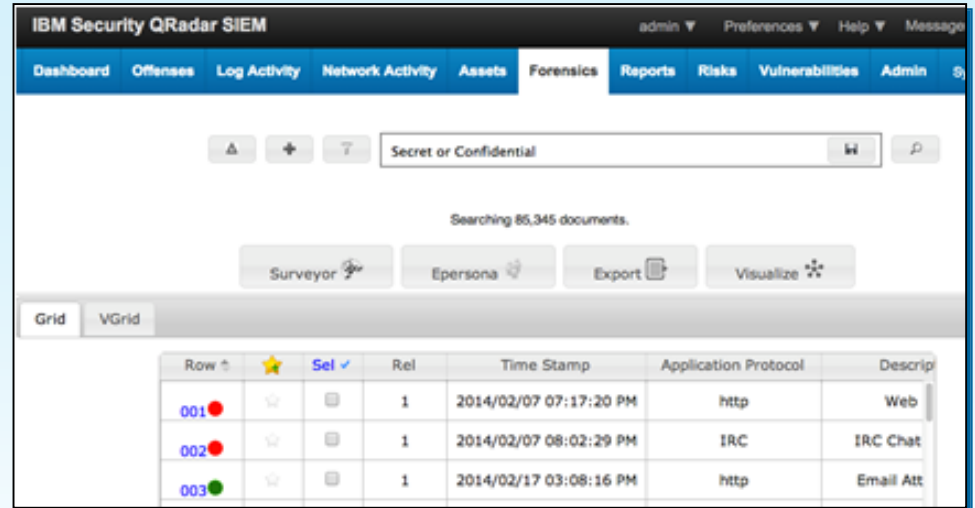 IBM Security QRadar SIEM admin ▼ Preferences ▼ Help ▼ Message
Dashboard Offenses Log Activity Network Activity Assets Forensics Reports Risks Vulnerabilities Admin Sy
Secret or Confidential
Searching 85,345 documents.
Surveyor Epersona Export Visualize
Grid VGrid
Row Sel ✓ Rel Time Stamp Application Protocol Descrip
001 1 2014/02/07 07:17:20 PM http Web
002 1 2014/02/07 08:02:29 PM IRC IRC Chat
003 1 2014/02/17 03:08:16 PM http Email Att